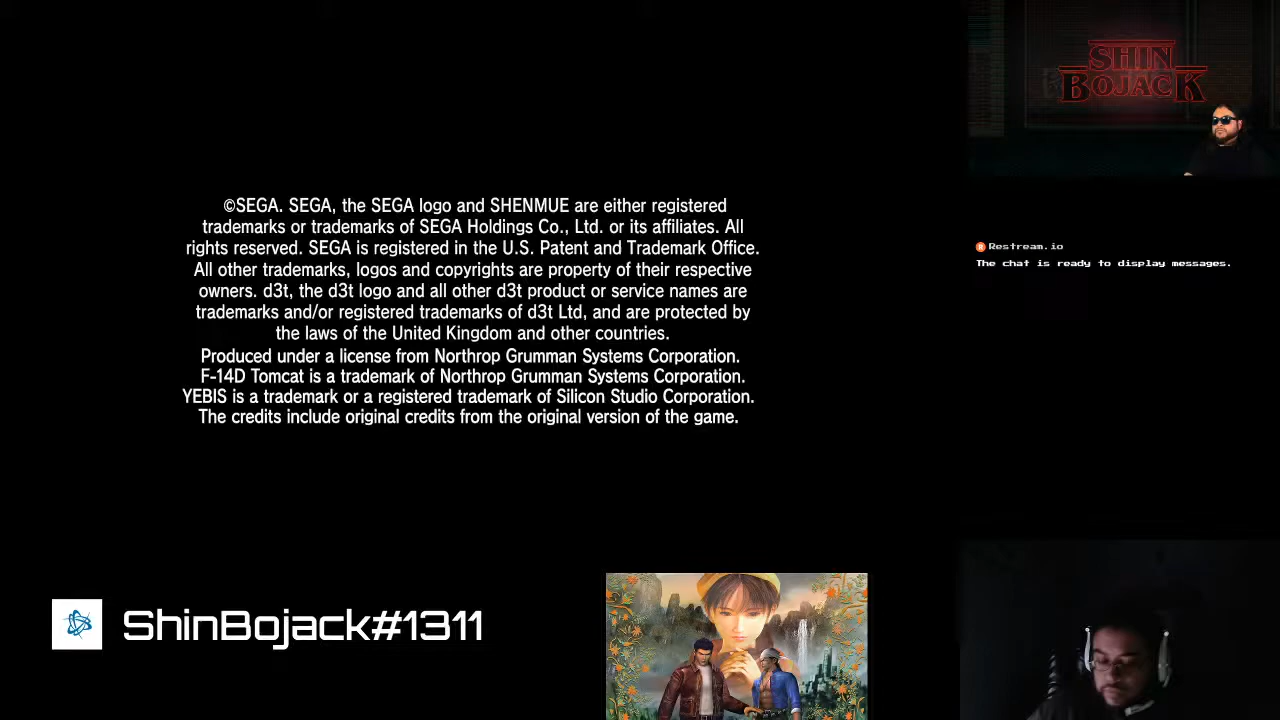 SHIN
BOJACK
©SEGA. SEGA, the SEGA logo and SHENMUE are either registered
trademarks or trademarks of SEGA Holdings Co., Ltd. or its affiliates. All
rights reserved. SEGA is registered in the U.S. Patent and Trademark Office.
All other trademarks, logos and copyrights are property of their respective
owners. d3t, the d3t logo and all other d3t product or service names are
trademarks and/or registered trademarks of d3t Ltd, and are protected by
the laws of the United Kingdom and other countries.
Produced under a license from Northrop Grumman Systems Corporation.
F-14D Tomcat is a trademark of Northrop Grumman Systems Corporation.
YEBIS is a trademark or a registered trademark of Silicon Studio Corporation.
The credits include original credits from the original version of the game.
R Restream.io
The chat is ready to display messages.
ShinBojack#1311